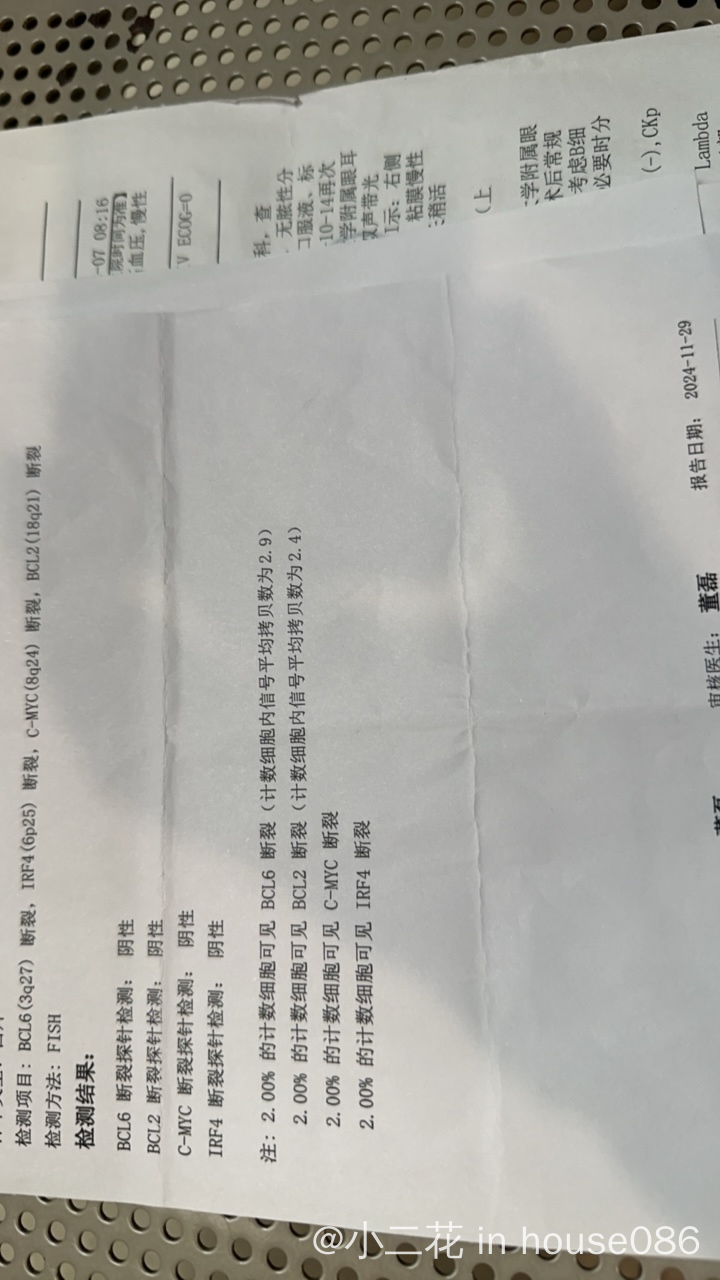 检测项目: BCL6(3q27) 断裂, IRF4(6p25) 断裂, C-MYC(8q24) 断裂, BCL2(18q21) 断裂
检测方法: FISH
检测结果:
BCL6 断裂探针检测: 阴性
BCL2 断裂探针检测: 阴性
C-MYC 断裂探针检测: 阴性
IRF4 断裂探针检测: 阴性
注: 2.00% 的计数细胞可见 BCL6 断裂（计数细胞内信号平均拷贝数为2.9）
2.00% 的计数细胞可见 BCL2 断裂（计数细胞内信号平均拷贝数为2.4）
2.00% 的计数细胞可见 C-MYC 断裂
2.00% 的计数细胞可见 IRF4 断裂
审核医生: 董磊 报告日期: 2024-11-29
-07 08:16
血压,慢性
ECOG=0
科, 查
无脓性分
口服液、标
10-14再次
学附属眼耳
声带光
示: 右侧
粘膜慢性
稍活
(上
学附属眼
术后常规
考虑B细
必要时分
(-),CKp
Lambda
@小二花 in house086